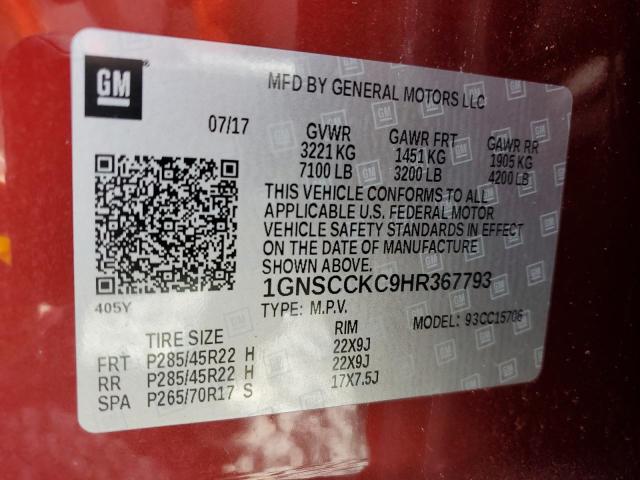 GM
MFD BY GENERAL MOTORS LLC
07/17
GVWR GAWR FRT GAWR RR
3221 KG 1451 KG 1905 KG
7100 LB 3200 LB 4200 LB
THIS VEHICLE CONFORMS TO ALL
APPLICABLE U.S. FEDERAL MOTOR
VEHICLE SAFETY STANDARDS IN EFFECT
ON THE DATE OF MANUFACTURE
SHOWN ABOVE.
1GNSCCKC9HR367793
405Y
TYPE: M.P.V.
MODEL: 93CC15706
TIRE SIZE RIM
FRT P285/45R22 H 22X9J
RR P285/45R22 H 22X9J
SPA P265/70R17 S 17X7.5J